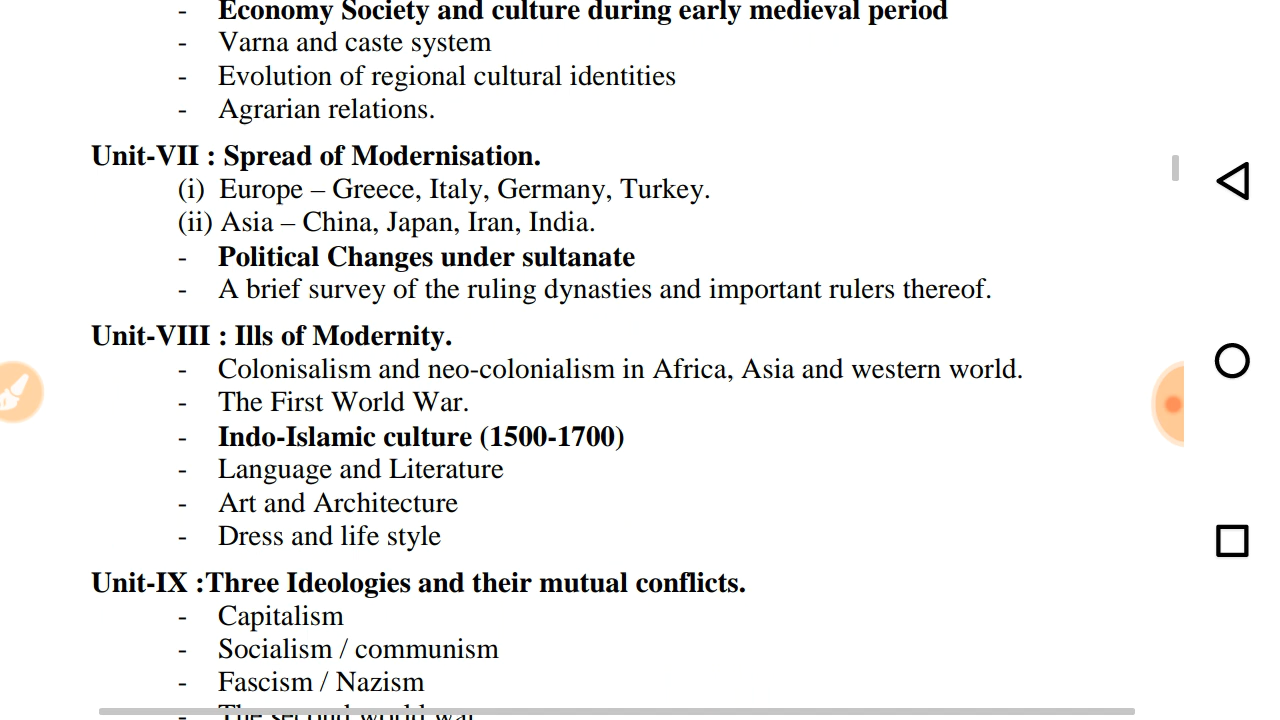 - Economy Society and culture during early medieval period
- Varna and caste system
- Evolution of regional cultural identities
- Agrarian relations.
Unit-VII : Spread of Modernisation.
(i) Europe – Greece, Italy, Germany, Turkey.
(ii) Asia – China, Japan, Iran, India.
- Political Changes under sultanate
- A brief survey of the ruling dynasties and important rulers thereof.
Unit-VIII : Ills of Modernity.
- Colonisalism and neo-colonialism in Africa, Asia and western world.
- The First World War.
- Indo-Islamic culture (1500-1700)
- Language and Literature
- Art and Architecture
- Dress and life style
Unit-IX :Three Ideologies and their mutual conflicts.
- Capitalism
- Socialism / communism
- Fascism / Nazism
- The second world war